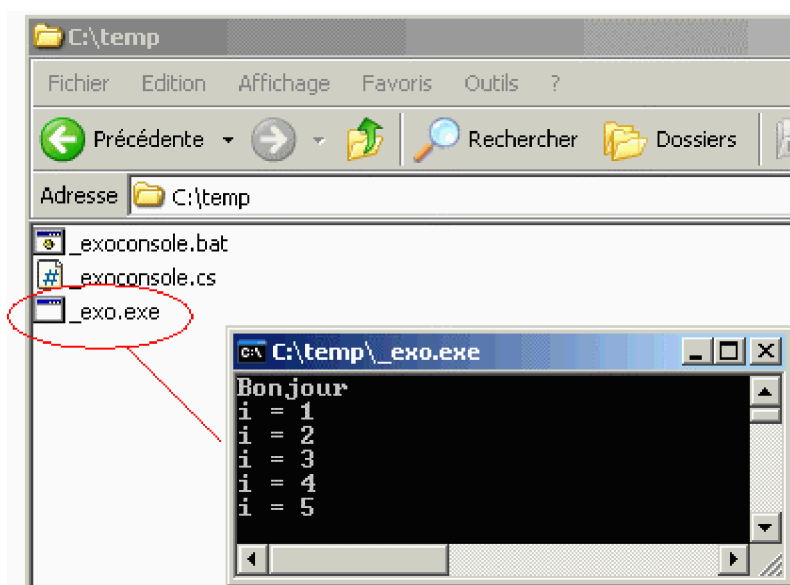 C:\temp
Fichier Edition Affichage Favoris Outils ?
Précédente Rechercher Dossiers
Adresse C:\temp
_exoconsole.bat
_exoconsole.cs
_exo.exe
C:\temp\_exo.exe
Bonjour
i = 1
i = 2
i = 3
i = 4
i = 5